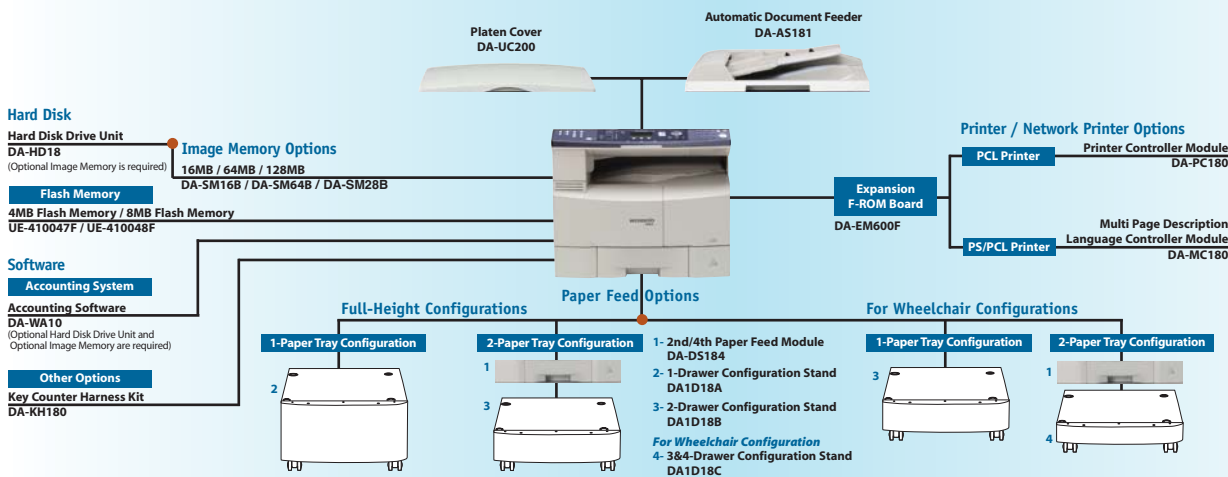 Automatic Document Feeder
DA-AS181
Platen Cover
DA-UC200
Hard Disk
Hard Disk Drive Unit
DA-HD18
(Optional Image Memory is required)
Image Memory Options
16MB / 64MB / 128MB
DA-SM16B / DA-SM64B / DA-SM28B
Flash Memory
4MB Flash Memory / 8MB Flash Memory
UE-410047F / UE-410048F
Software
Accounting System
Accounting Software
DA-WA10
(Optional Hard Disk Drive Unit and
Optional Image Memory are required)
Other Options
Key Counter Harness Kit
DA-KH180
Printer / Network Printer Options
PCL Printer
Printer Controller Module
DA-PC180
Expansion
F-ROM Board
DA-EM600F
PS/PCL Printer
Multi Page Description
Language Controller Module
DA-MC180
Paper Feed Options
Full-Height Configurations
1-Paper Tray Configuration
2
2-Paper Tray Configuration
1
3
1- 2nd/4th Paper Feed Module
DA-DS184
2- 1-Drawer Configuration Stand
DA1D18A
3- 2-Drawer Configuration Stand
DA1D18B
For Wheelchair Configuration
4- 3&4-Drawer Configuration Stand
DA1D18C
For Wheelchair Configurations
1-Paper Tray Configuration
3
2-Paper Tray Configuration
1
4